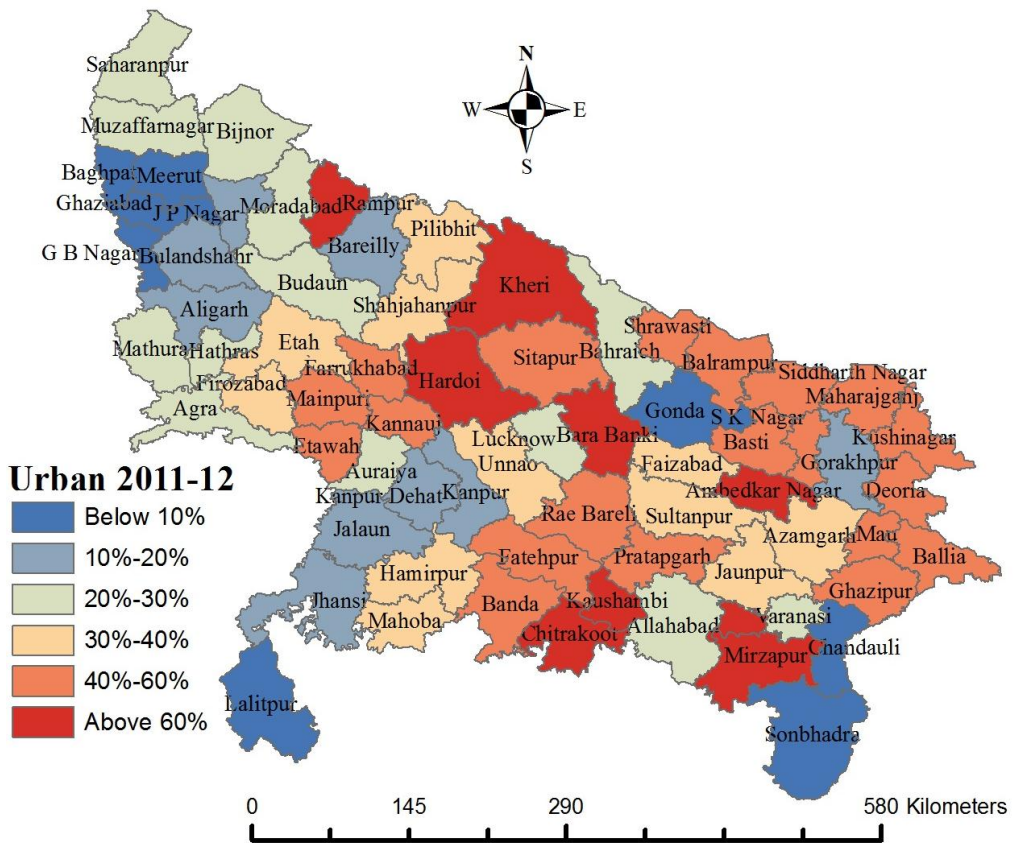 N
W E
S
Saharanpur
Muzaffarnagar
Bijnor
Baghpat
Meerut
Ghaziabad
J P Nagar
Moradabad
Rampur
G B Nagar
Bulandshahr
Bareilly
Pilibhit
Budaun
Shahjahanpur
Kheri
Aligarh
Mathura
Hathras
Etah
Farrukhabad
Hardoi
Sitapur
Bahraich
Shrawasti
Balrampur
Siddharth Nagar
Maharajganj
Firozabad
Agra
Mainpuri
Kannauj
Etawah
Lucknow
Unnao
Bara Banki
Gonda
S K Nagar
Basti
Kushinagar
Gorakhpur
Deoria
Faizabad
Ambedkar Nagar
Auraiya
Kanpur Dehat
Kanpur
Jalaun
Rae Bareli
Sultanpur
Azamgarh
Mau
Ballia
Fatehpur
Pratapgarh
Jaunpur
Ghazipur
Hamirpur
Jhansi
Mahoba
Banda
Kaushambi
Chitrakoot
Allahabad
Varanasi
Mirzapur
Chandauli
Lalitpur
Sonbhadra
Urban 2011-12
Below 10%
10%-20%
20%-30%
30%-40%
40%-60%
Above 60%
0 145 290 580 Kilometers